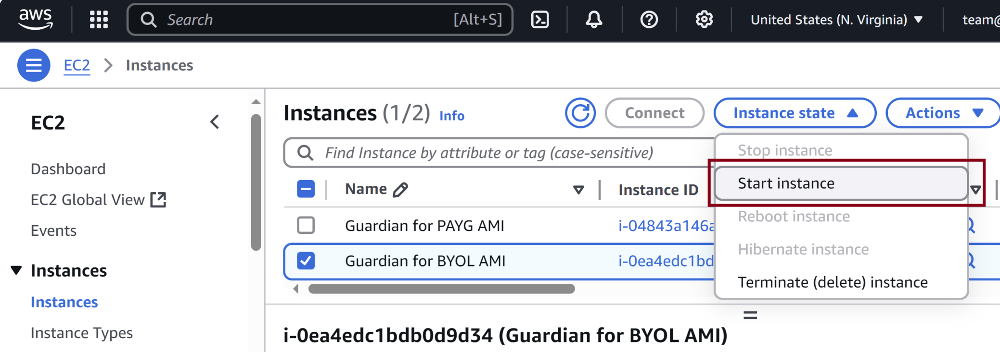 aws
Search [Alt+S]
United States (N. Virginia)
team@
EC2 > Instances
EC2
Dashboard
EC2 Global View
Events
Instances
Instances
Instance Types
Instances (1/2) Info
Connect
Instance state
Actions
Find Instance by attribute or tag (case-sensitive)
Stop instance
Start instance
Reboot instance
Hibernate instance
Terminate (delete) instance
Name
Instance ID
Guardian for PAYG AMI i-04843a146a
Guardian for BYOL AMI i-0ea4edc1bd
i-0ea4edc1bdb0d9d34 (Guardian for BYOL AMI)